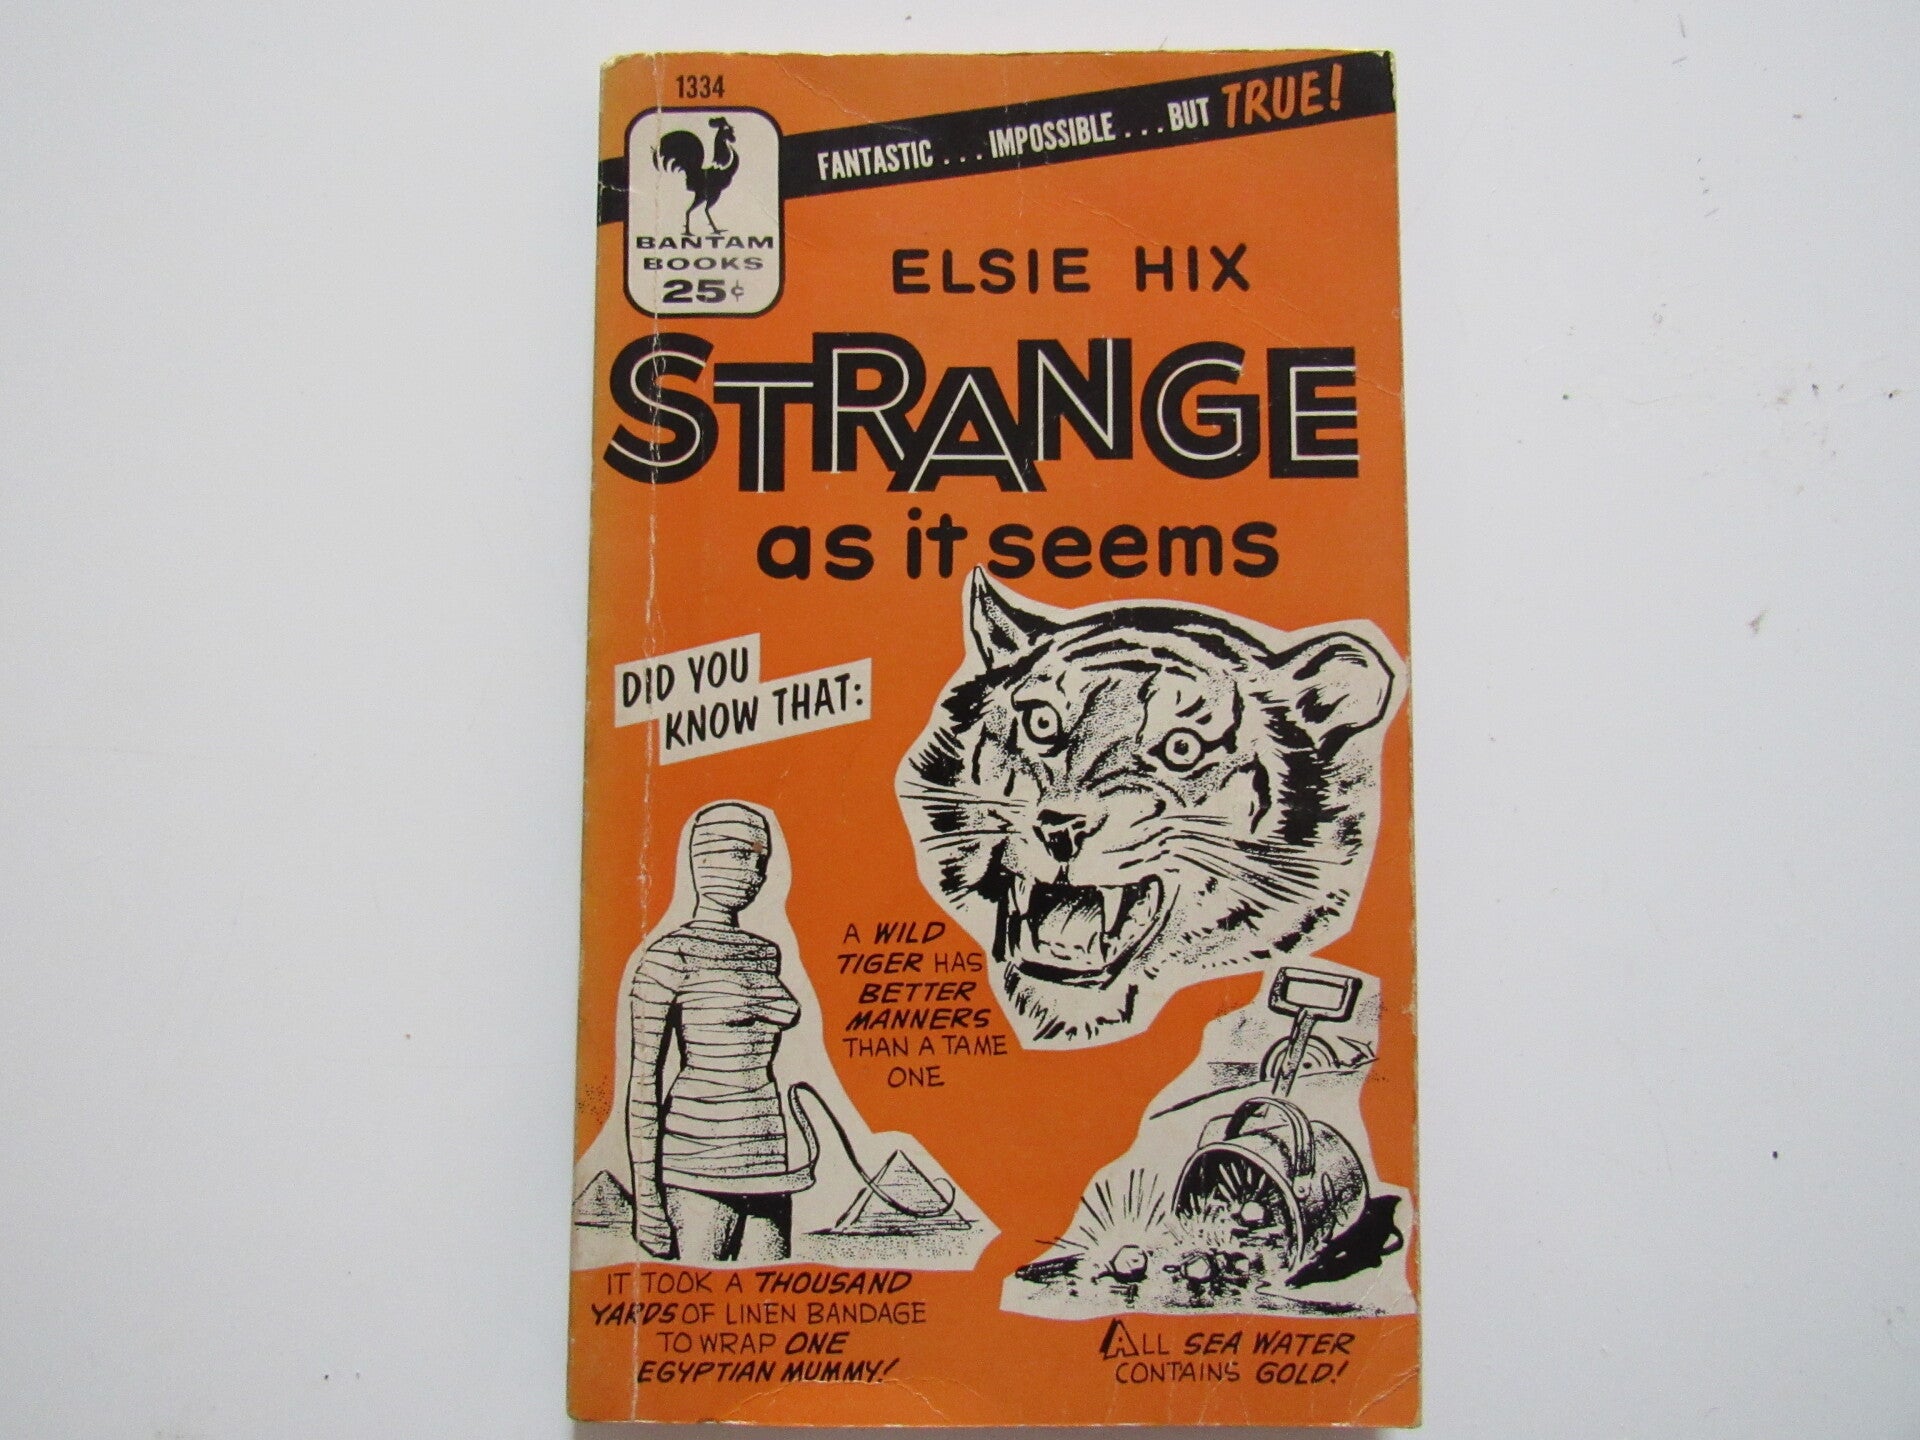 1334
FANTASTIC . . . IMPOSSIBLE . . . BUT TRUE!
BANTAM
BOOKS
25¢
ELSIE HIX
STRANGE
as it seems
DID YOU
KNOW THAT:
A WILD
TIGER HAS
BETTER
MANNERS
THAN A TAME
ONE
IT TOOK A THOUSAND
YARDS OF LINEN BANDAGE
TO WRAP ONE
EGYPTIAN MUMMY!
ALL SEA WATER
CONTAINS GOLD!